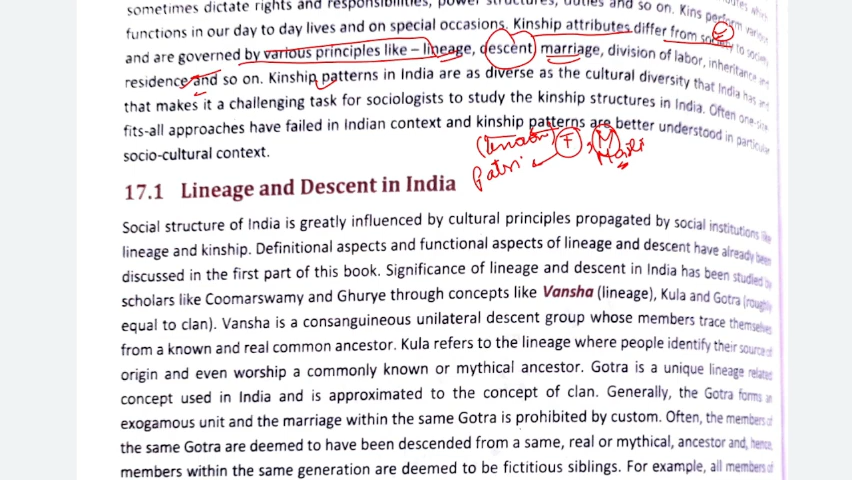 sometimes dictate rights and responsibilities, power structures, duties and so on. Kins perform various
functions in our day to day lives and on special occasions. Kinship attributes differ from society to society
and are governed by various principles like – lineage, descent, marriage, division of labor, inheritance and
residence and so on. Kinship patterns in India are as diverse as the cultural diversity that India has and
that makes it a challenging task for sociologists to study the kinship structures in India. Often one-size
fits-all approaches have failed in Indian context and kinship patterns are better understood in particular
socio-cultural context.
F, M
Patri
17.1 Lineage and Descent in India
Social structure of India is greatly influenced by cultural principles propagated by social institutions like
lineage and kinship. Definitional aspects and functional aspects of lineage and descent have already been
discussed in the first part of this book. Significance of lineage and descent in India has been studied by
scholars like Coomarswamy and Ghurye through concepts like Vansha (lineage), Kula and Gotra (roughly
equal to clan). Vansha is a consanguineous unilateral descent group whose members trace themselves
from a known and real common ancestor. Kula refers to the lineage where people identify their source of
origin and even worship a commonly known or mythical ancestor. Gotra is a unique lineage related
concept used in India and is approximated to the concept of clan. Generally, the Gotra forms an
exogamous unit and the marriage within the same Gotra is prohibited by custom. Often, the members of
the same Gotra are deemed to have been descended from a same, real or mythical, ancestor and, hence,
members within the same generation are deemed to be fictitious siblings. For example, all members of